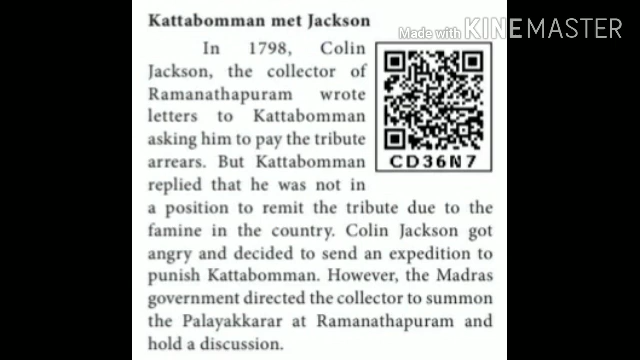 Kattabomman met Jackson
Made with KINEMASTER
In 1798, Colin
Jackson, the collector of
Ramanathapuram wrote
letters to Kattabomman
asking him to pay the tribute
arrears. But Kattabomman
replied that he was not in
CD36N7
a position to remit the tribute due to the
famine in the country. Colin Jackson got
angry and decided to send an expedition to
punish Kattabomman. However, the Madras
government directed the collector to summon
the Palayakkarar at Ramanathapuram and
hold a discussion.